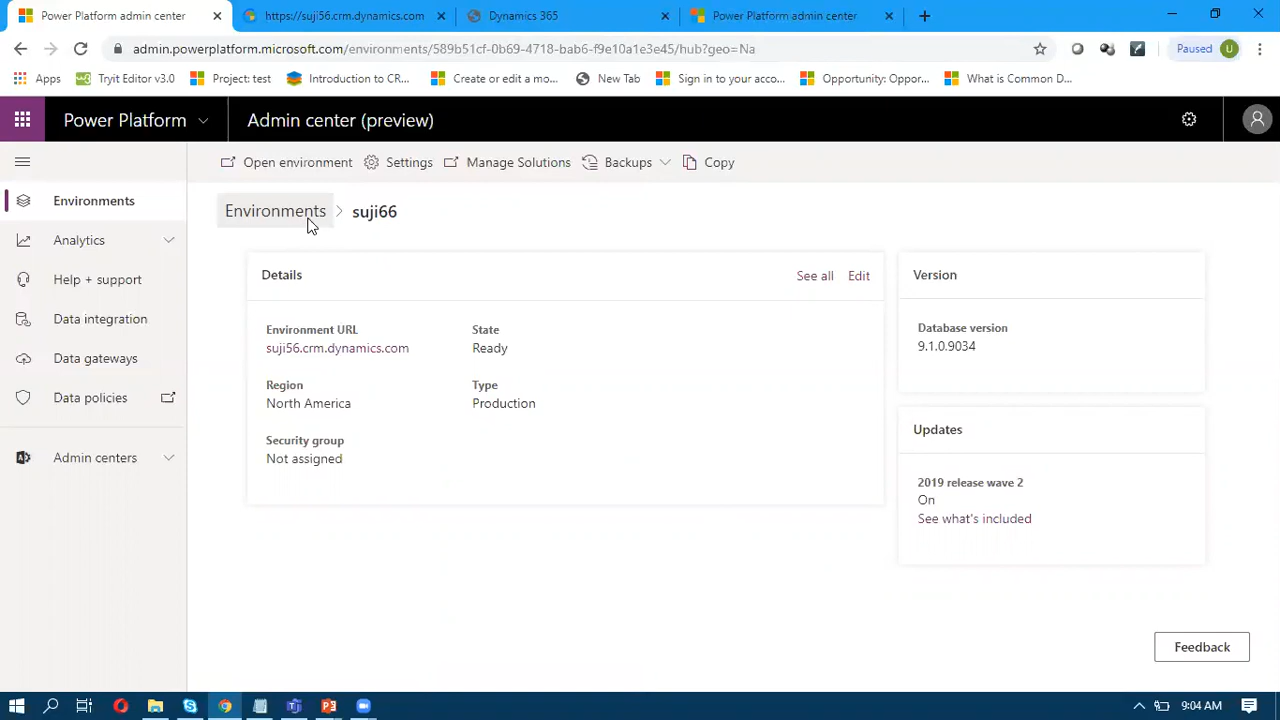 Power Platform admin center
https://suji56.crm.dynamics.com
Dynamics 365
Power Platform admin center
admin.powerplatform.microsoft.com/environments/589b51cf-0b69-4718-bab6-f9e10a1e3e45/hub?geo=Na
Paused U
Apps
Tryit Editor v3.0
Project: test
Introduction to CR...
Create or edit a mo...
New Tab
Sign in to your acco...
Opportunity: Oppor...
What is Common D...
Power Platform
Admin center (preview)
Open environment
Settings
Manage Solutions
Backups
Copy
Environments
Analytics
Help + support
Data integration
Data gateways
Data policies
Admin centers
Environments > suji66
Details
See all
Edit
Environment URL
suji56.crm.dynamics.com
State
Ready
Region
North America
Type
Production
Security group
Not assigned
Version
Database version
9.1.0.9034
Updates
2019 release wave 2
On
See what's included
Feedback
9:04 AM